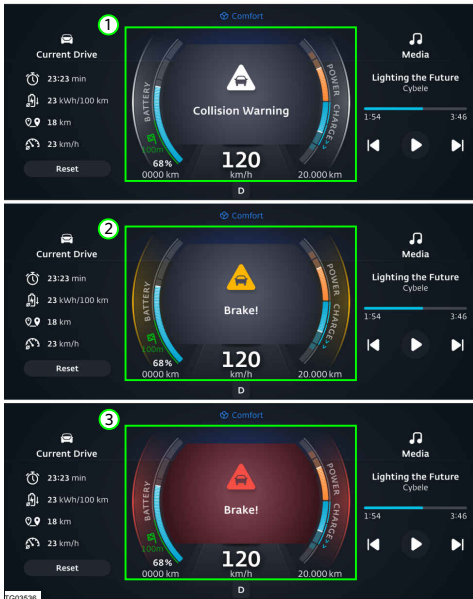 1
Comfort
Current Drive
23:23 min
23 kWh/100 km
18 km
23 km/h
Reset
BATTERY
100m
68%
0000 km
Collision Warning
120
km/h
D
POWER
CHARGE>>
20.000 km
Media
Lighting the Future
Cybele
1:54 3:46
2
Comfort
Current Drive
23:23 min
23 kWh/100 km
18 km
23 km/h
Reset
BATTERY
100m
68%
0000 km
Brake!
120
km/h
D
POWER
CHARGE>>
20.000 km
Media
Lighting the Future
Cybele
1:54 3:46
3
Comfort
Current Drive
23:23 min
23 kWh/100 km
18 km
23 km/h
Reset
BATTERY
100m
68%
0000 km
Brake!
120
km/h
D
POWER
CHARGE>>
20.000 km
Media
Lighting the Future
Cybele
1:54 3:46
TG03536